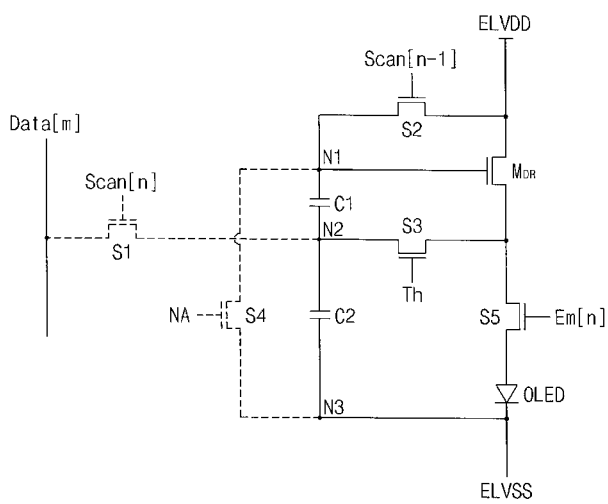 ELVDD
Scan[n-1]
S2
Data[m]
N1
MDR
Scan[n]
C1
S3
N2
S1
Th
NA
S4
C2
S5
Em[n]
OLED
N3
ELVSS